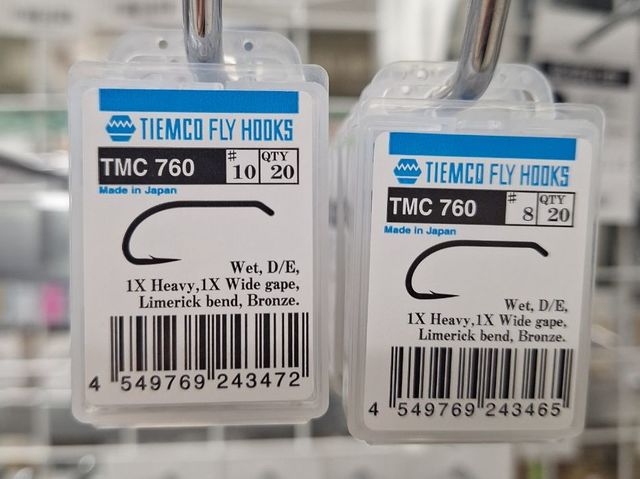 TIEMCO FLY HOOKS
TMC 760 # 10 QTY 20
Made in Japan
Wet, D/E,
1X Heavy,1X Wide gape,
Limerick bend, Bronze.
4 549769 243472
TIEMCO FLY HOOKS
TMC 760 # 8 QTY 20
Made in Japan
Wet, D/E,
1X Heavy,1X Wide gape,
Limerick bend, Bronze.
4 549769 243465